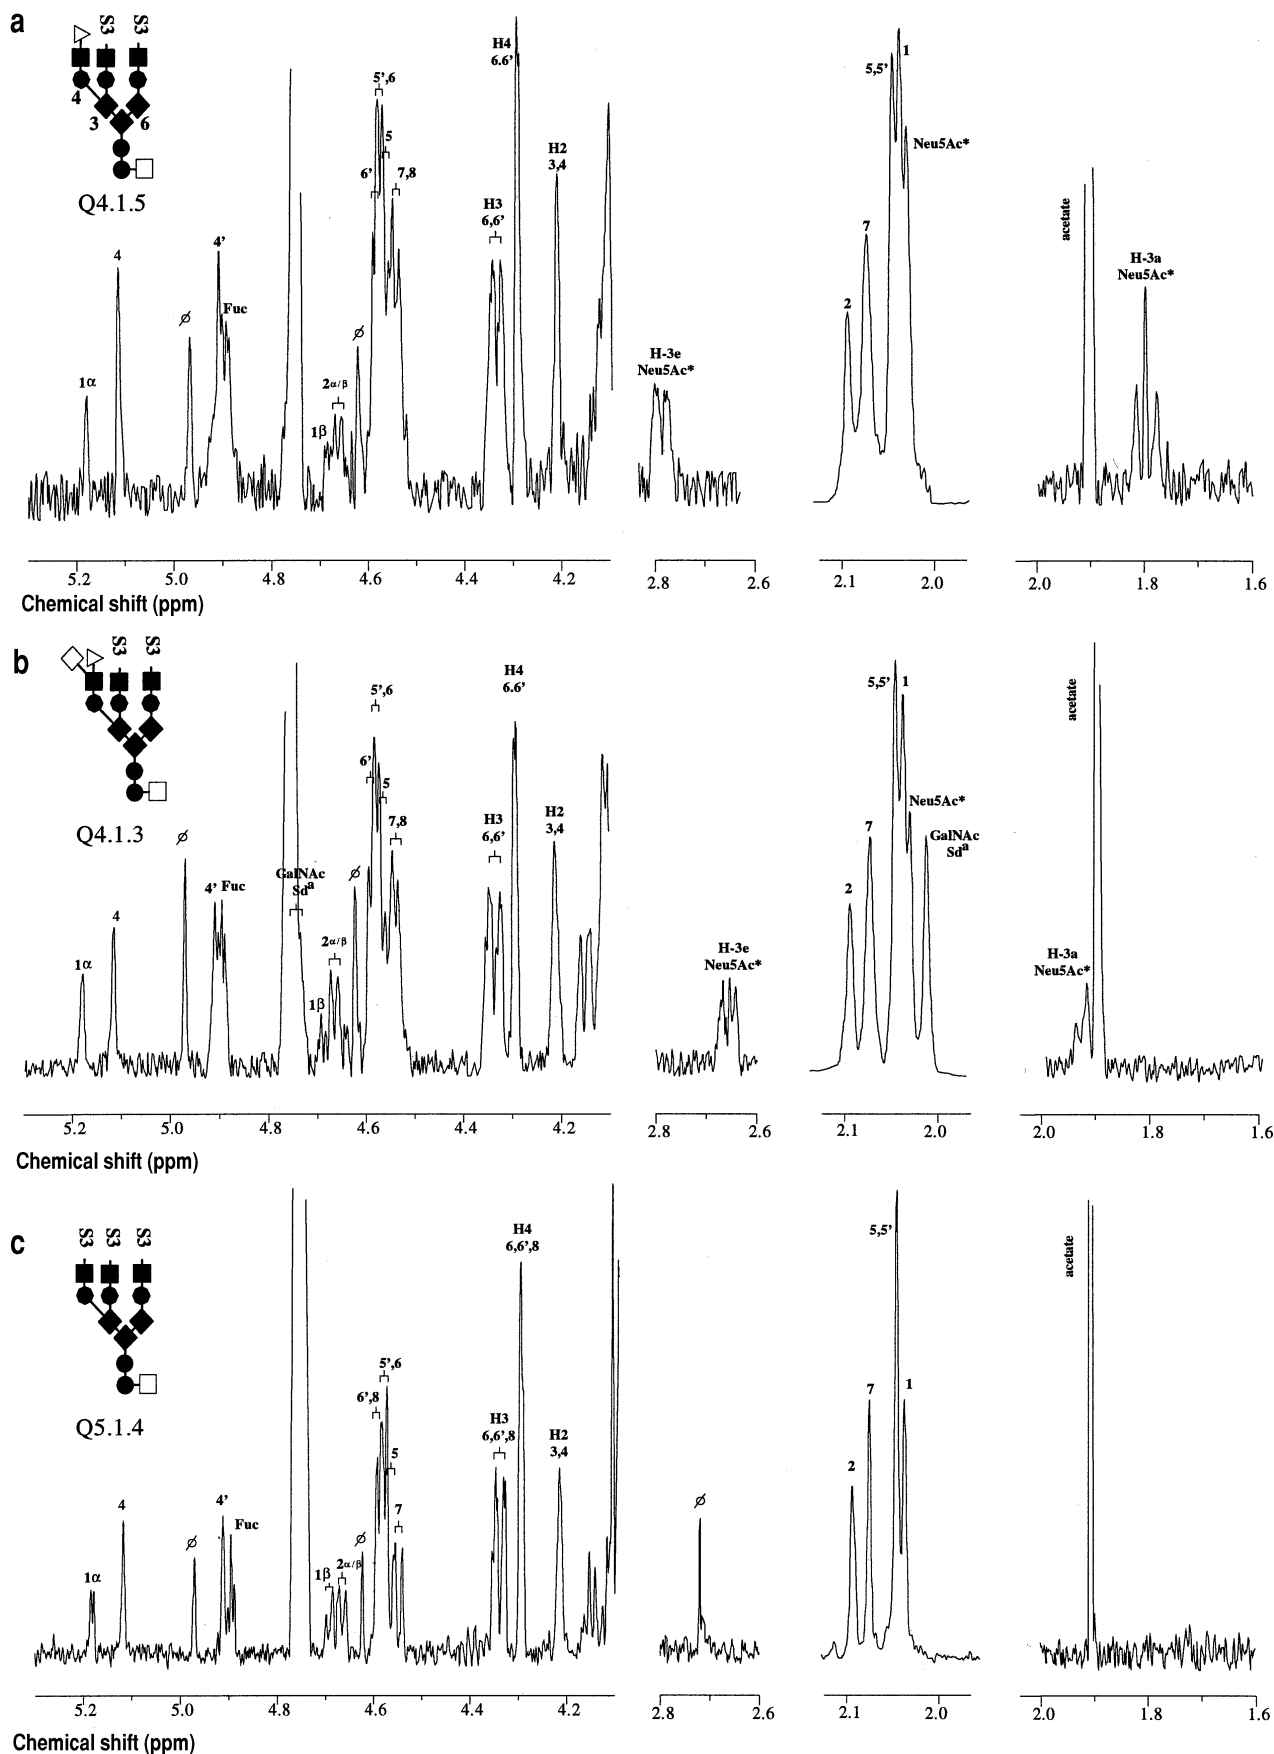 a
S3 S3
4
3 6
Q4.1.5
1α
4
ø
4'
Fuc
1β
2α/β
ø
6'
5',6
5
7,8
H3
6,6'
H4
6.6'
H2
3,4
H-3e
Neu5Ac*
2
7
5,5'
1
Neu5Ac*
acetate
H-3a
Neu5Ac*
5.2 5.0 4.8 4.6 4.4 4.2 2.8 2.6 2.1 2.0 2.0 1.8 1.6
Chemical shift (ppm)
b
S3 S3
Q4.1.3
1α
4
ø
4' Fuc
GalNAc
Sdª
1β
2α/β
ø
6'
5',6
5
7,8
H3
6,6'
H4
6.6'
H2
3,4
H-3e
Neu5Ac*
2
7
5,5'
1
Neu5Ac*
GalNAc
Sdª
H-3a
Neu5Ac*
acetate
5.2 5.0 4.8 4.6 4.4 4.2 2.8 2.6 2.1 2.0 2.0 1.8 1.6
Chemical shift (ppm)
c
S3 S3 S3
Q5.1.4
1α
4
ø
4'
Fuc
1β
2α/β
ø
6',8
5',6
5
7
H3
6,6',8
H4
6,6',8
H2
3,4
ø
2
7
5,5'
1
acetate
5.2 5.0 4.8 4.6 4.4 4.2 2.8 2.6 2.1 2.0 2.0 1.8 1.6
Chemical shift (ppm)